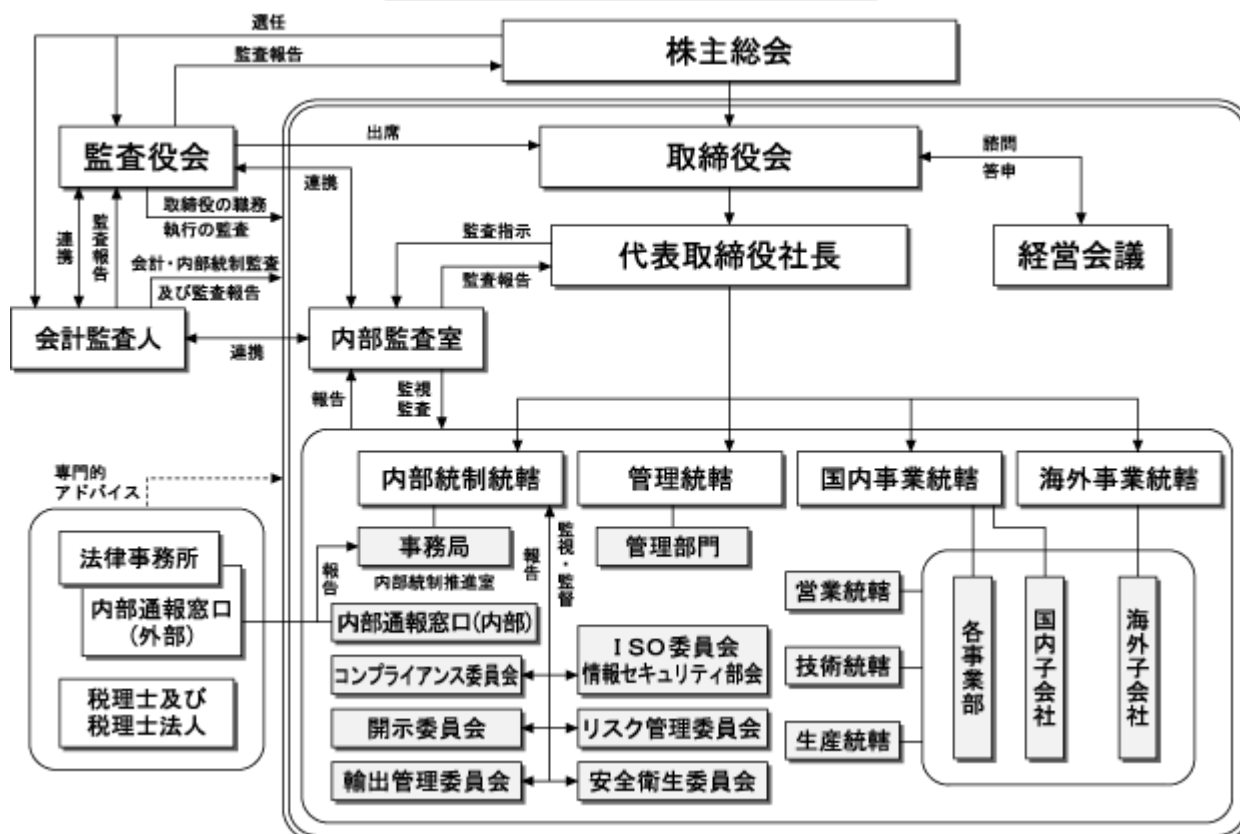 選任
株主総会
監査報告
監査役会
出席
取締役会
諮問
答申
連携
取締役の職務
執行の監査
連携
監査報告
監査指示
代表取締役社長
経営会議
会計・内部統制監査
及び監査報告
監査報告
会計監査人
連携
内部監査室
報告
監視
監査
専門的
アドバイス
内部統制統轄
管理統轄
国内事業統轄
海外事業統轄
法律事務所
内部通報窓口
(外部)
税理士及び
税理士法人
報告
事務局
内部統制推進室
報告
監視・監督
管理部門
内部通報窓口(内部)
コンプライアンス委員会
ISO委員会
情報セキュリティ部会
開示委員会
リスク管理委員会
輸出管理委員会
安全衛生委員会
営業統轄
技術統轄
生産統轄
各事業部
国内子会社
海外子会社